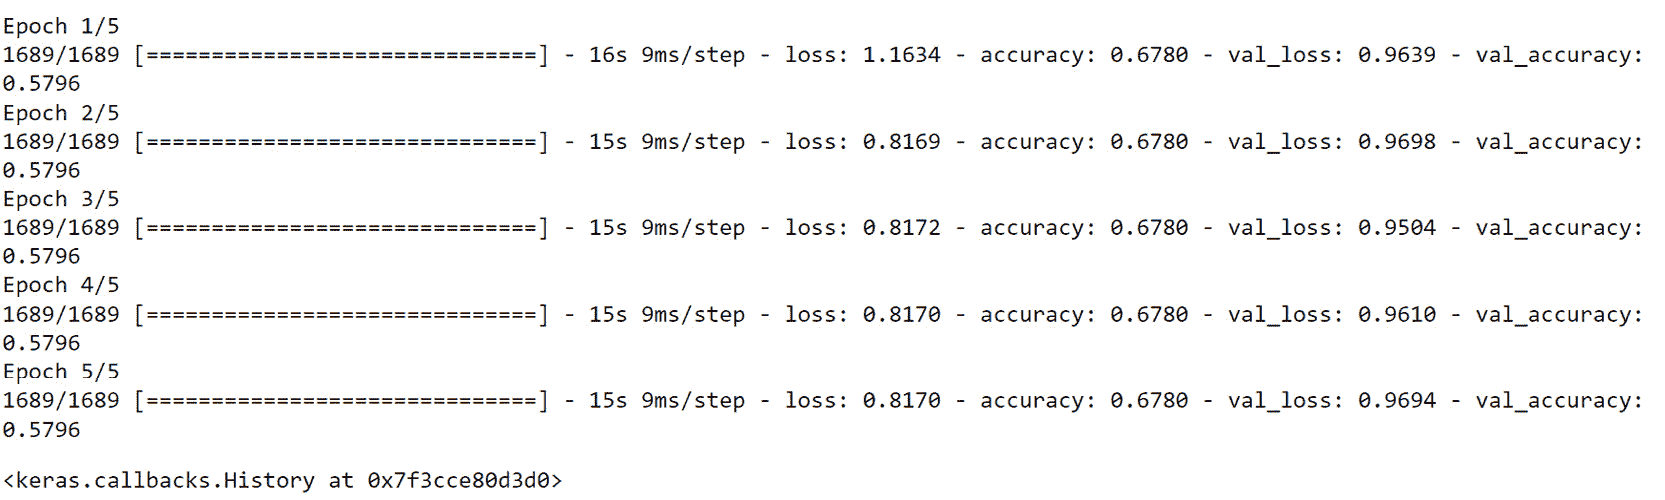 Epoch 1/5
1689/1689 [==============================] - 16s 9ms/step - loss: 1.1634 - accuracy: 0.6780 - val_loss: 0.9639 - val_accuracy:
0.5796
Epoch 2/5
1689/1689 [==============================] - 15s 9ms/step - loss: 0.8169 - accuracy: 0.6780 - val_loss: 0.9698 - val_accuracy:
0.5796
Epoch 3/5
1689/1689 [==============================] - 15s 9ms/step - loss: 0.8172 - accuracy: 0.6780 - val_loss: 0.9504 - val_accuracy:
0.5796
Epoch 4/5
1689/1689 [==============================] - 15s 9ms/step - loss: 0.8170 - accuracy: 0.6780 - val_loss: 0.9610 - val_accuracy:
0.5796
Epoch 5/5
1689/1689 [==============================] - 15s 9ms/step - loss: 0.8170 - accuracy: 0.6780 - val_loss: 0.9694 - val_accuracy:
0.5796
<keras.callbacks.History at 0x7f3cce80d3d0>